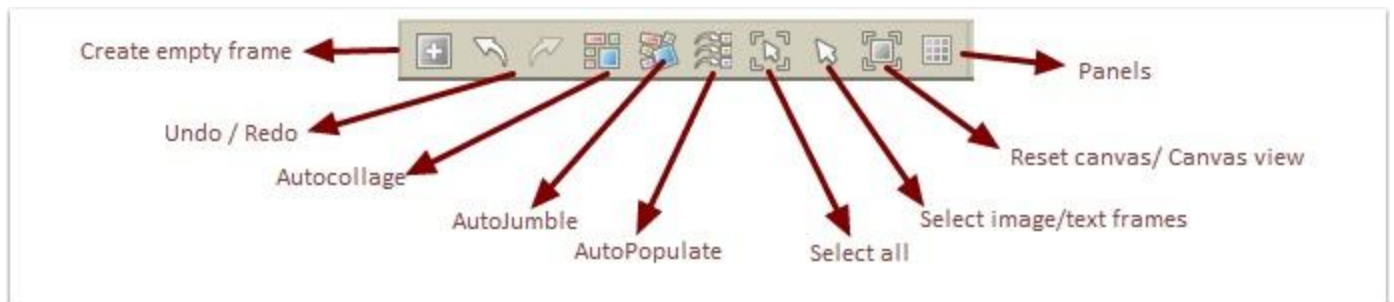 Create empty frame
Panels
Undo / Redo
Reset canvas/ Canvas view
Autocollage
AutoJumble
Select image/text frames
AutoPopulate
Select all